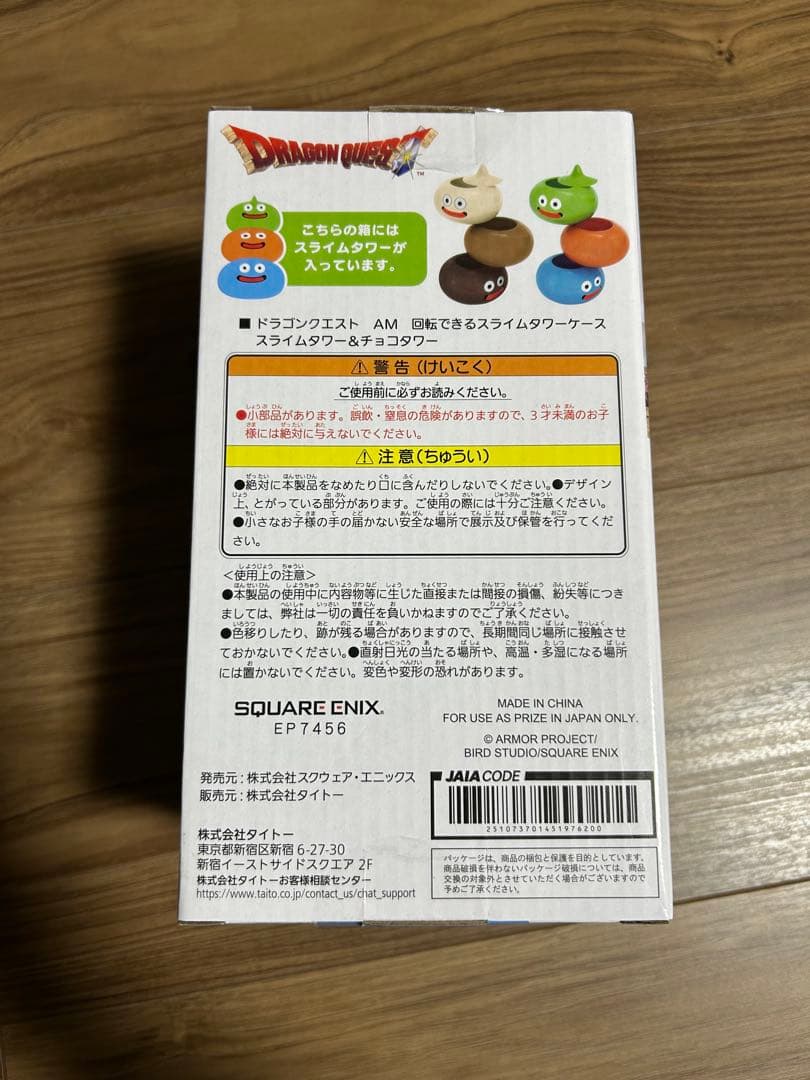 DRAGON QUEST™
こちらの箱には
スライムタワーが
入っています。
■ドラゴンクエスト　AM　回転できるスライムタワーケース
スライムタワー＆チョコタワー
⚠警告(けいこく)
ご使用前に必ずお読みください。
●小部品があります。誤飲・窒息の危険がありますので、3才未満のお子
様には絶対に与えないでください。
⚠注意(ちゅうい)
●絶対に本製品をなめたり口に含んだりしないでください。●デザイン
上、とがっている部分があります。ご使用の際には十分ご注意ください。
●小さなお子様の手の届かない安全な場所で展示及び保管を行ってくだ
さい。
＜使用上の注意＞
●本製品の使用中に内容物等に生じた直接または間接の損傷、紛失等につき
ましては、弊社は一切の責任を負いかねますのでご了承ください。
●色移りしたり、跡が残る場合がありますので、長期間同じ場所に接触させ
ておかないでください。●直射日光の当たる場所や、高温・多湿になる場所
には置かないでください。変色や変形の恐れがあります。
SQUARE ENIX®
EP7456
MADE IN CHINA
FOR USE AS PRIZE IN JAPAN ONLY.
© ARMOR PROJECT/
BIRD STUDIO/SQUARE ENIX
発売元：株式会社スクウェア・エニックス
販売元：株式会社タイトー
JAIA CODE
251073701451976200
株式会社タイトー
東京都新宿区新宿 6-27-30
新宿イーストサイドスクエア 2F
株式会社タイトーお客様相談センター
https://www.taito.co.jp/contact_us/chat_support
パッケージは、商品の梱包と保護を目的としています。
商品破損を伴わないパッケージ破損については、商品
交換の対象外とさせていただく場合がございますので
予めご了承ください。